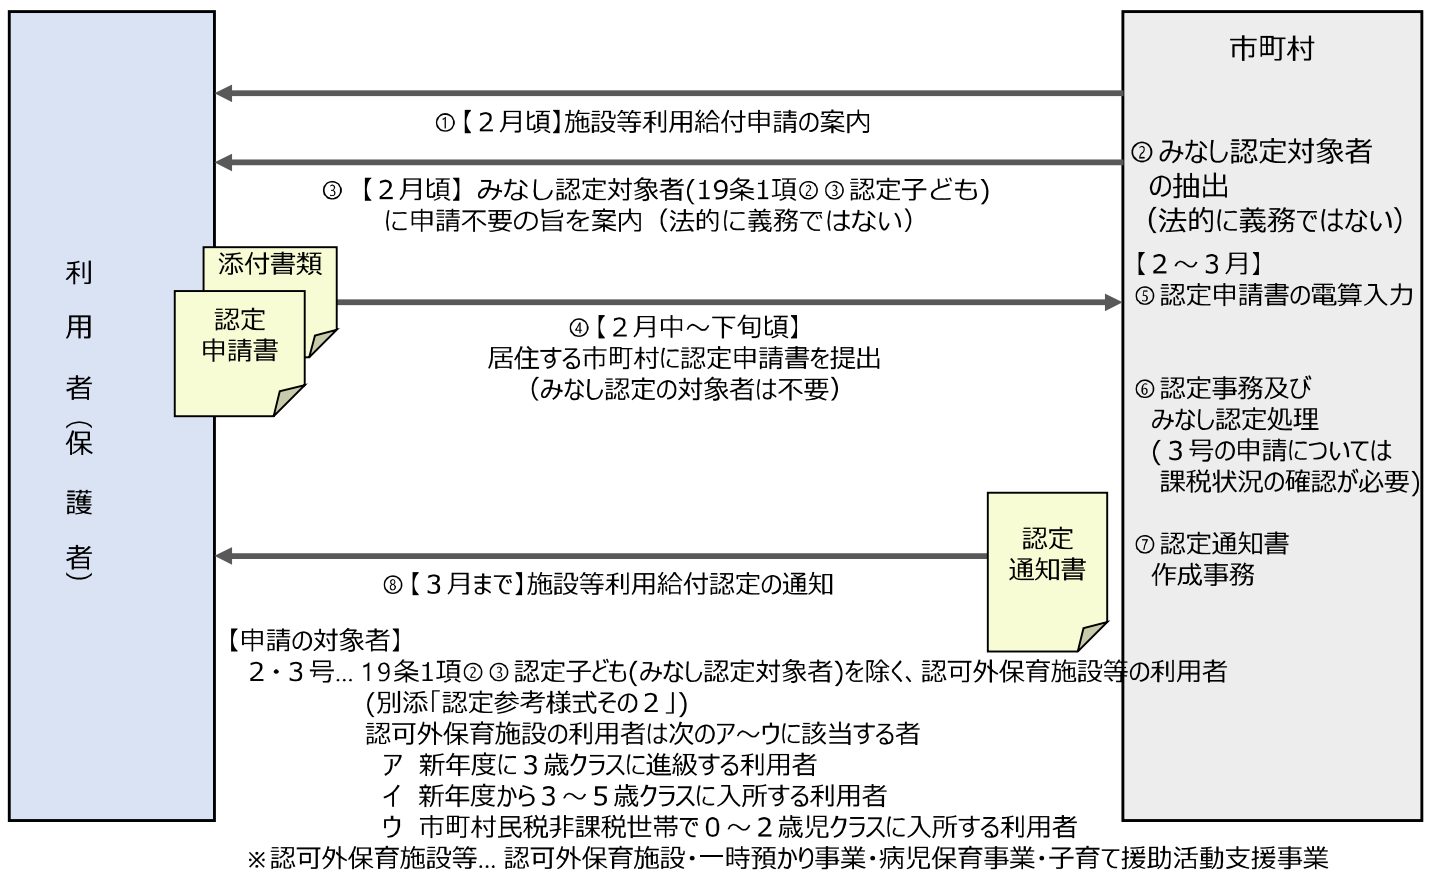 市町村
①【２月頃】施設等利用給付申請の案内
②みなし認定対象者
の抽出
（法的に義務ではない）
③ 【２月頃】みなし認定対象者(19条1項②③認定子ども)
に申請不要の旨を案内（法的に義務ではない）
利用者（保護者）
添付書類
認定
申請書
④【２月中～下旬頃】
居住する市町村に認定申請書を提出
（みなし認定の対象者は不要）
【２～３月】
⑤認定申請書の電算入力
⑥認定事務及び
みなし認定処理
(３号の申請については
課税状況の確認が必要)
⑦認定通知書
作成事務
認定
通知書
⑧【３月まで】施設等利用給付認定の通知
【申請の対象者】
２・３号… 19条1項②③認定子ども(みなし認定対象者)を除く、認可外保育施設等の利用者
(別添「認定参考様式その２」)
認可外保育施設の利用者は次のア～ウに該当する者
ア 新年度に３歳クラスに進級する利用者
イ 新年度から３～５歳クラスに入所する利用者
ウ 市町村民税非課税世帯で０～２歳児クラスに入所する利用者
※認可外保育施設等… 認可外保育施設・一時預かり事業・病児保育事業・子育て援助活動支援事業